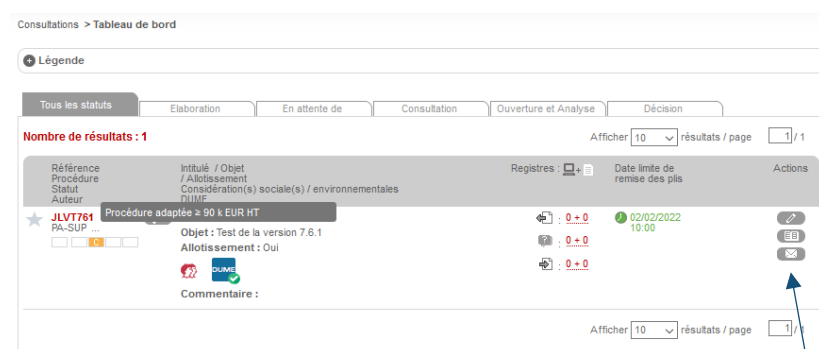 Consultations > Tableau de bord
Légende
Tous les statuts
Elaboration
En attente de
Consultation
Ouverture et Analyse
Décision
Nombre de résultats : 1
Afficher 10 résultats / page 1 / 1
Référence
Procédure
Statut
Auteur
Intitulé / Objet
/ Allotissement
Considération(s) sociale(s) / environnementales
DUME
Registres : +
Date limite de
remise des plis
Actions
JLVT761
PA-SUP ...
C
Procédure adaptée ≥ 90 k EUR HT
Objet : Test de la version 7.6.1
Allotissement : Oui
DUME
Commentaire :
: 0 + 0
: 0 + 0
: 0 + 0
02/02/2022
10:00
Afficher 10 résultats / page 1 / 1